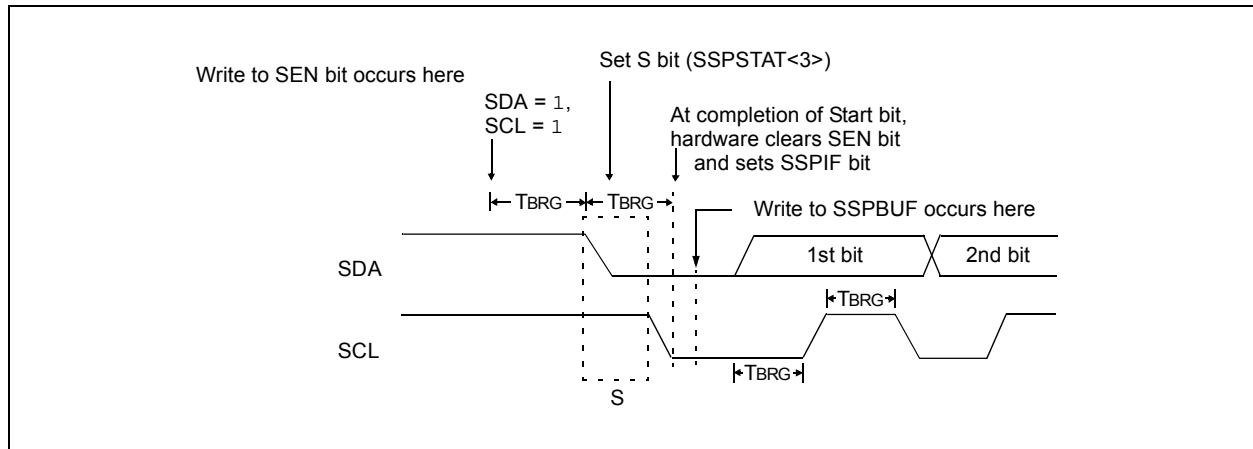 Set S bit (SSPSTAT<3>)
Write to SEN bit occurs here
SDA = 1,
SCL = 1
At completion of Start bit,
hardware clears SEN bit
and sets SSPIF bit
TBRG TBRG
Write to SSPBUF occurs here
SDA
1st bit 2nd bit
TBRG
SCL
TBRG
S